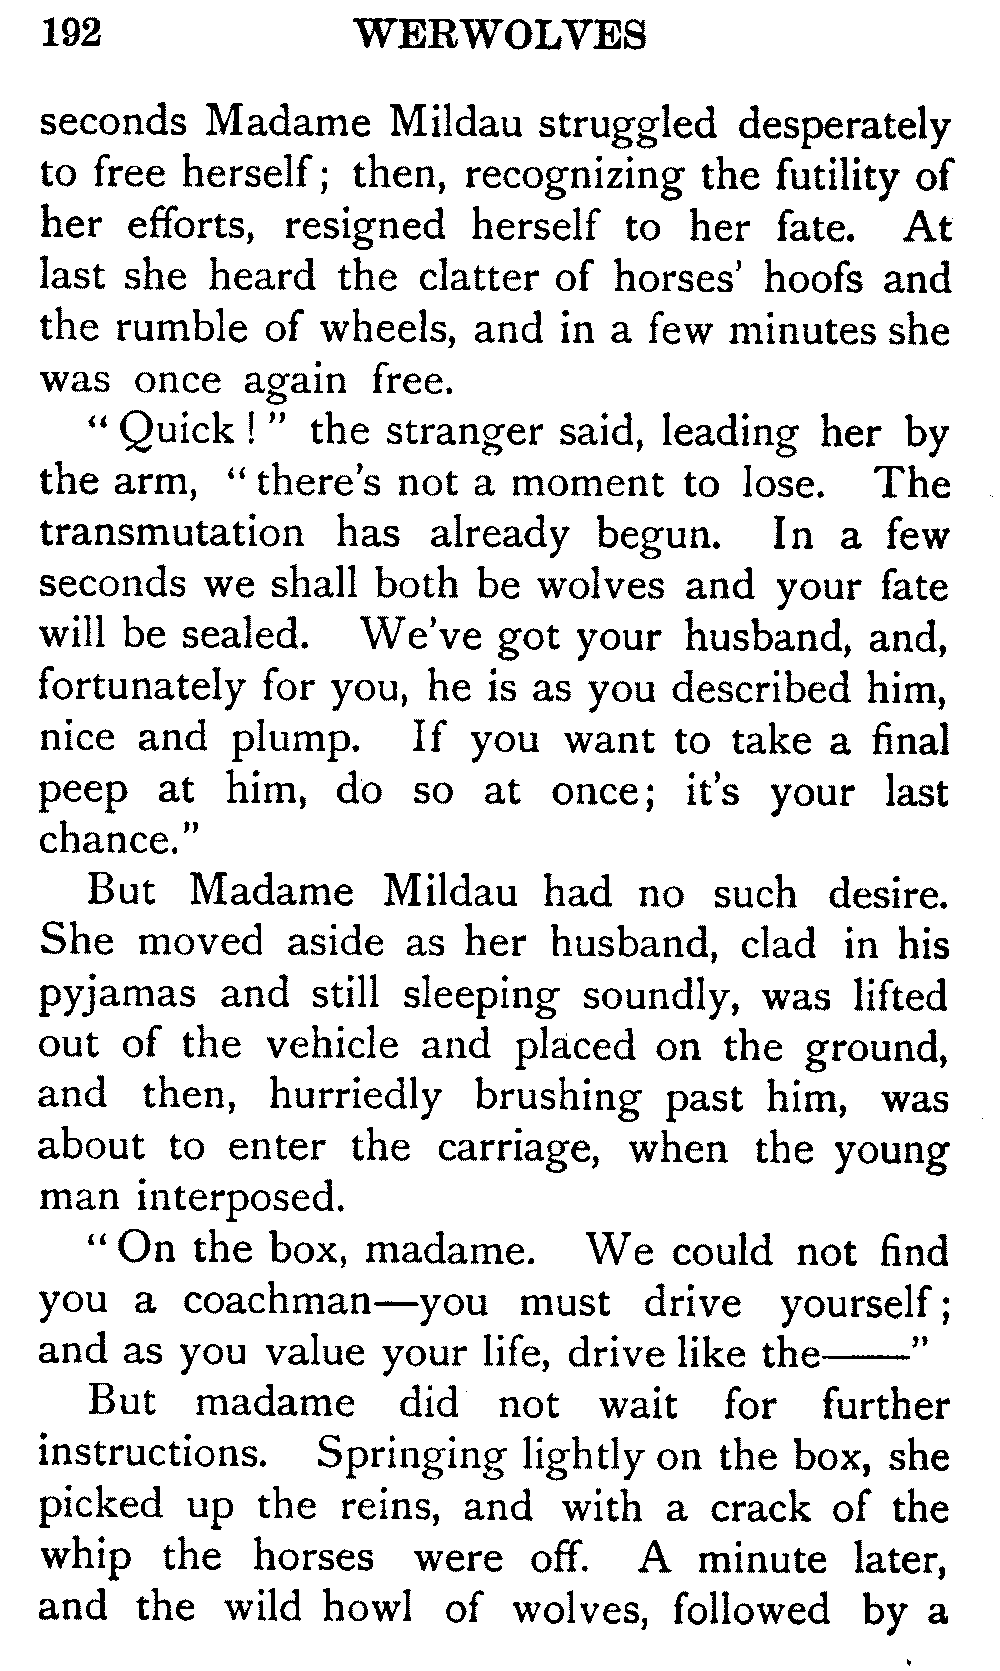 192 WERWOLVES
seconds Madame Mildau struggled desperately
to free herself; then, recognizing the futility of
her efforts, resigned herself to her fate. At
last she heard the clatter of horses' hoofs and
the rumble of wheels, and in a few minutes she
was once again free.
"Quick!" the stranger said, leading her by
the arm, "there's not a moment to lose. The
transmutation has already begun. In a few
seconds we shall both be wolves and your fate
will be sealed. We've got your husband, and,
fortunately for you, he is as you described him,
nice and plump. If you want to take a final
peep at him, do so at once; it's your last
chance."
But Madame Mildau had no such desire.
She moved aside as her husband, clad in his
pyjamas and still sleeping soundly, was lifted
out of the vehicle and placed on the ground,
and then, hurriedly brushing past him, was
about to enter the carriage, when the young
man interposed.
"On the box, madame. We could not find
you a coachman—you must drive yourself;
and as you value your life, drive like the——"
But madame did not wait for further
instructions. Springing lightly on the box, she
picked up the reins, and with a crack of the
whip the horses were off. A minute later,
and the wild howl of wolves, followed by a